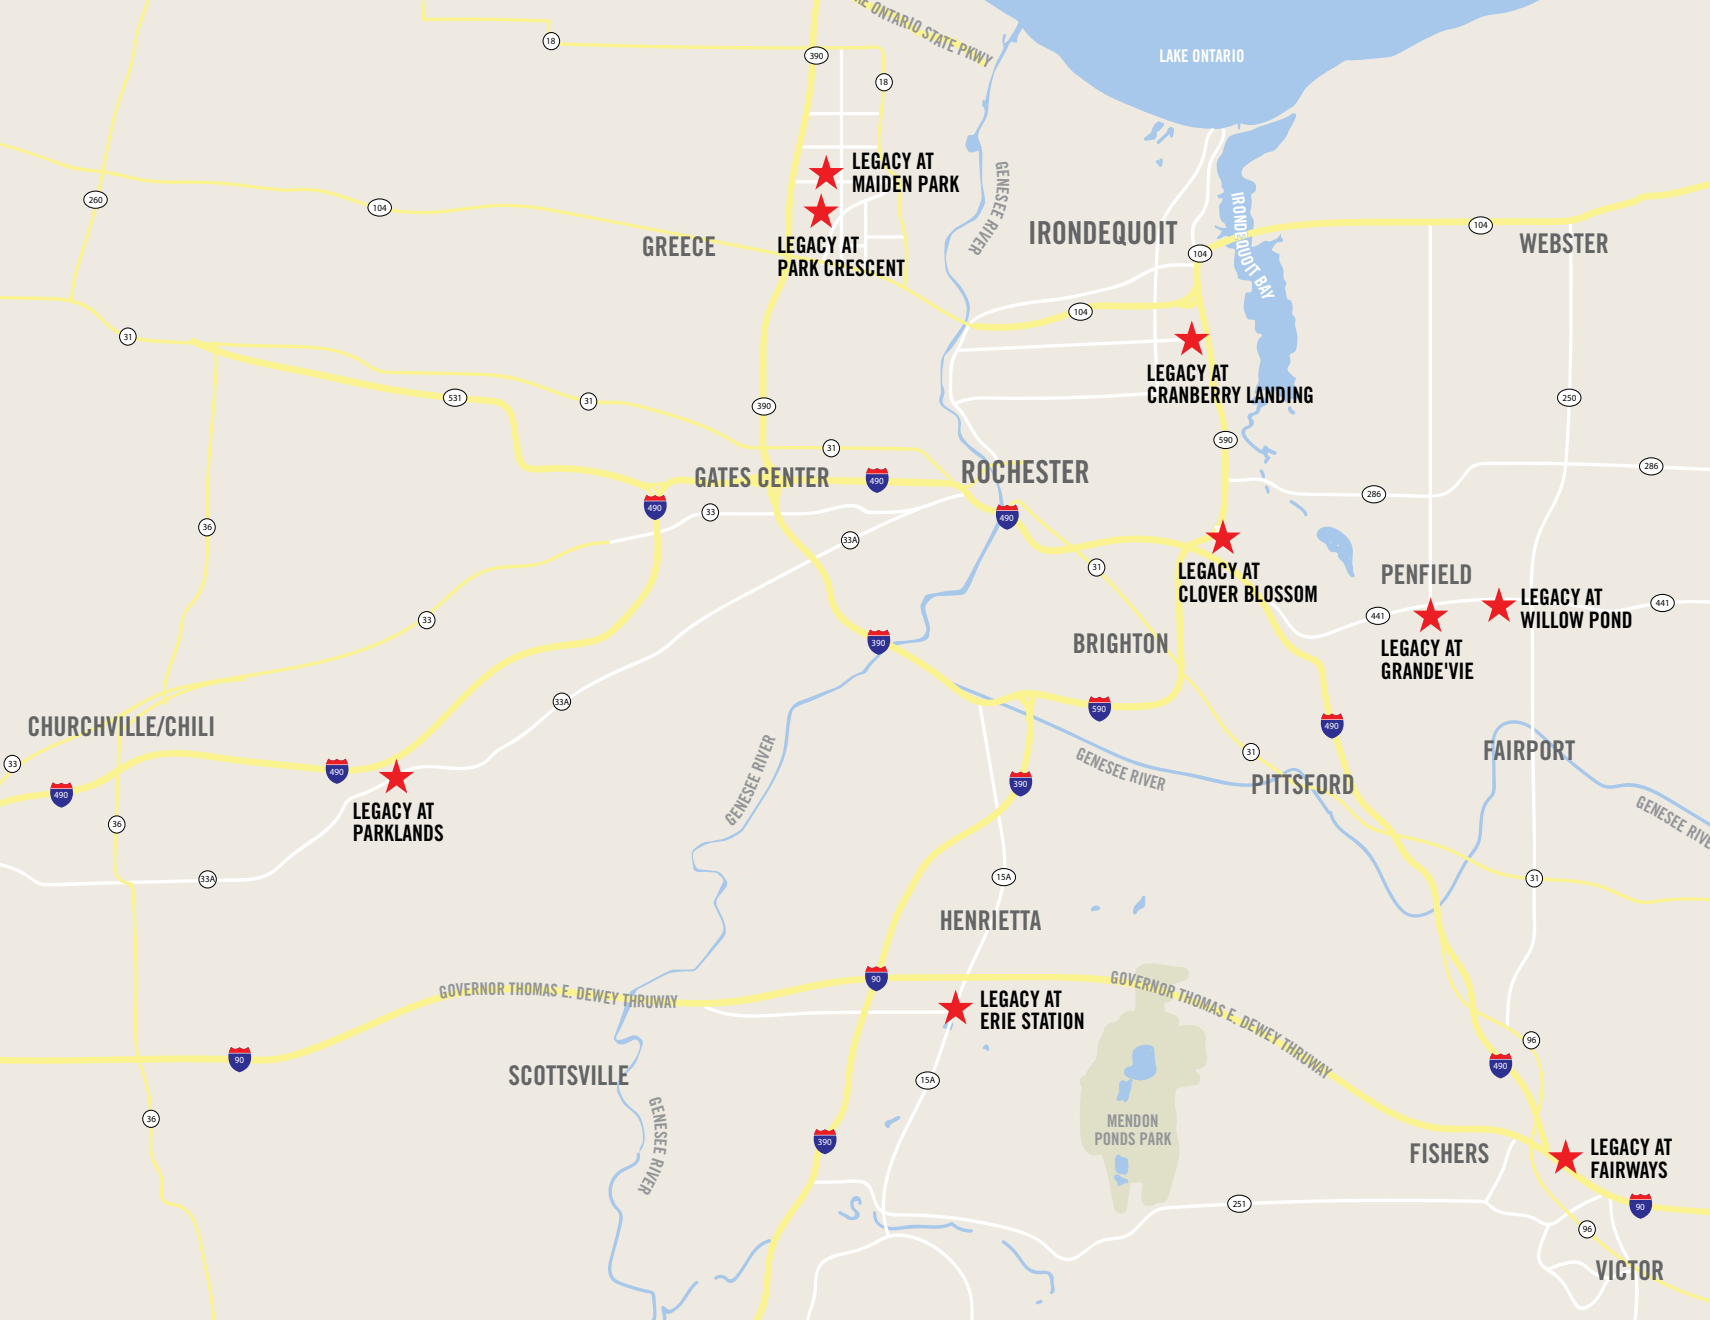 KE ONTARIO STATE PKWY
LAKE ONTARIO
18
390
18
LEGACY AT
MAIDEN PARK
GENESEE RIVER
260
104
IRONDEQUOIT BAY
GREECE
LEGACY AT
PARK CRESCENT
IRONDEQUOIT
104
104
WEBSTER
31
104
LEGACY AT
CRANBERRY LANDING
531
31
390
250
31
590
GATES CENTER
490
ROCHESTER
286
286
490
33
490
36
33A
31
LEGACY AT
CLOVER BLOSSOM
PENFIELD
LEGACY AT
WILLOW POND
441
441
33
390
BRIGHTON
LEGACY AT
GRANDE'VIE
33A
590
CHURCHVILLE/CHILI
490
33
490
490
GENESEE RIVER
390
GENESEE RIVER
31
PITTSFORD
FAIRPORT
GENESEE RIVE
LEGACY AT
PARKLANDS
36
33A
15A
31
HENRIETTA
GOVERNOR THOMAS E. DEWEY THRUWAY
90
GOVERNOR THOMAS E. DEWEY THRUWAY
LEGACY AT
ERIE STATION
90
SCOTTSVILLE
15A
96
490
36
GENESEE RIVER
390
MENDON
PONDS PARK
FISHERS
LEGACY AT
FAIRWAYS
251
90
96
VICTOR